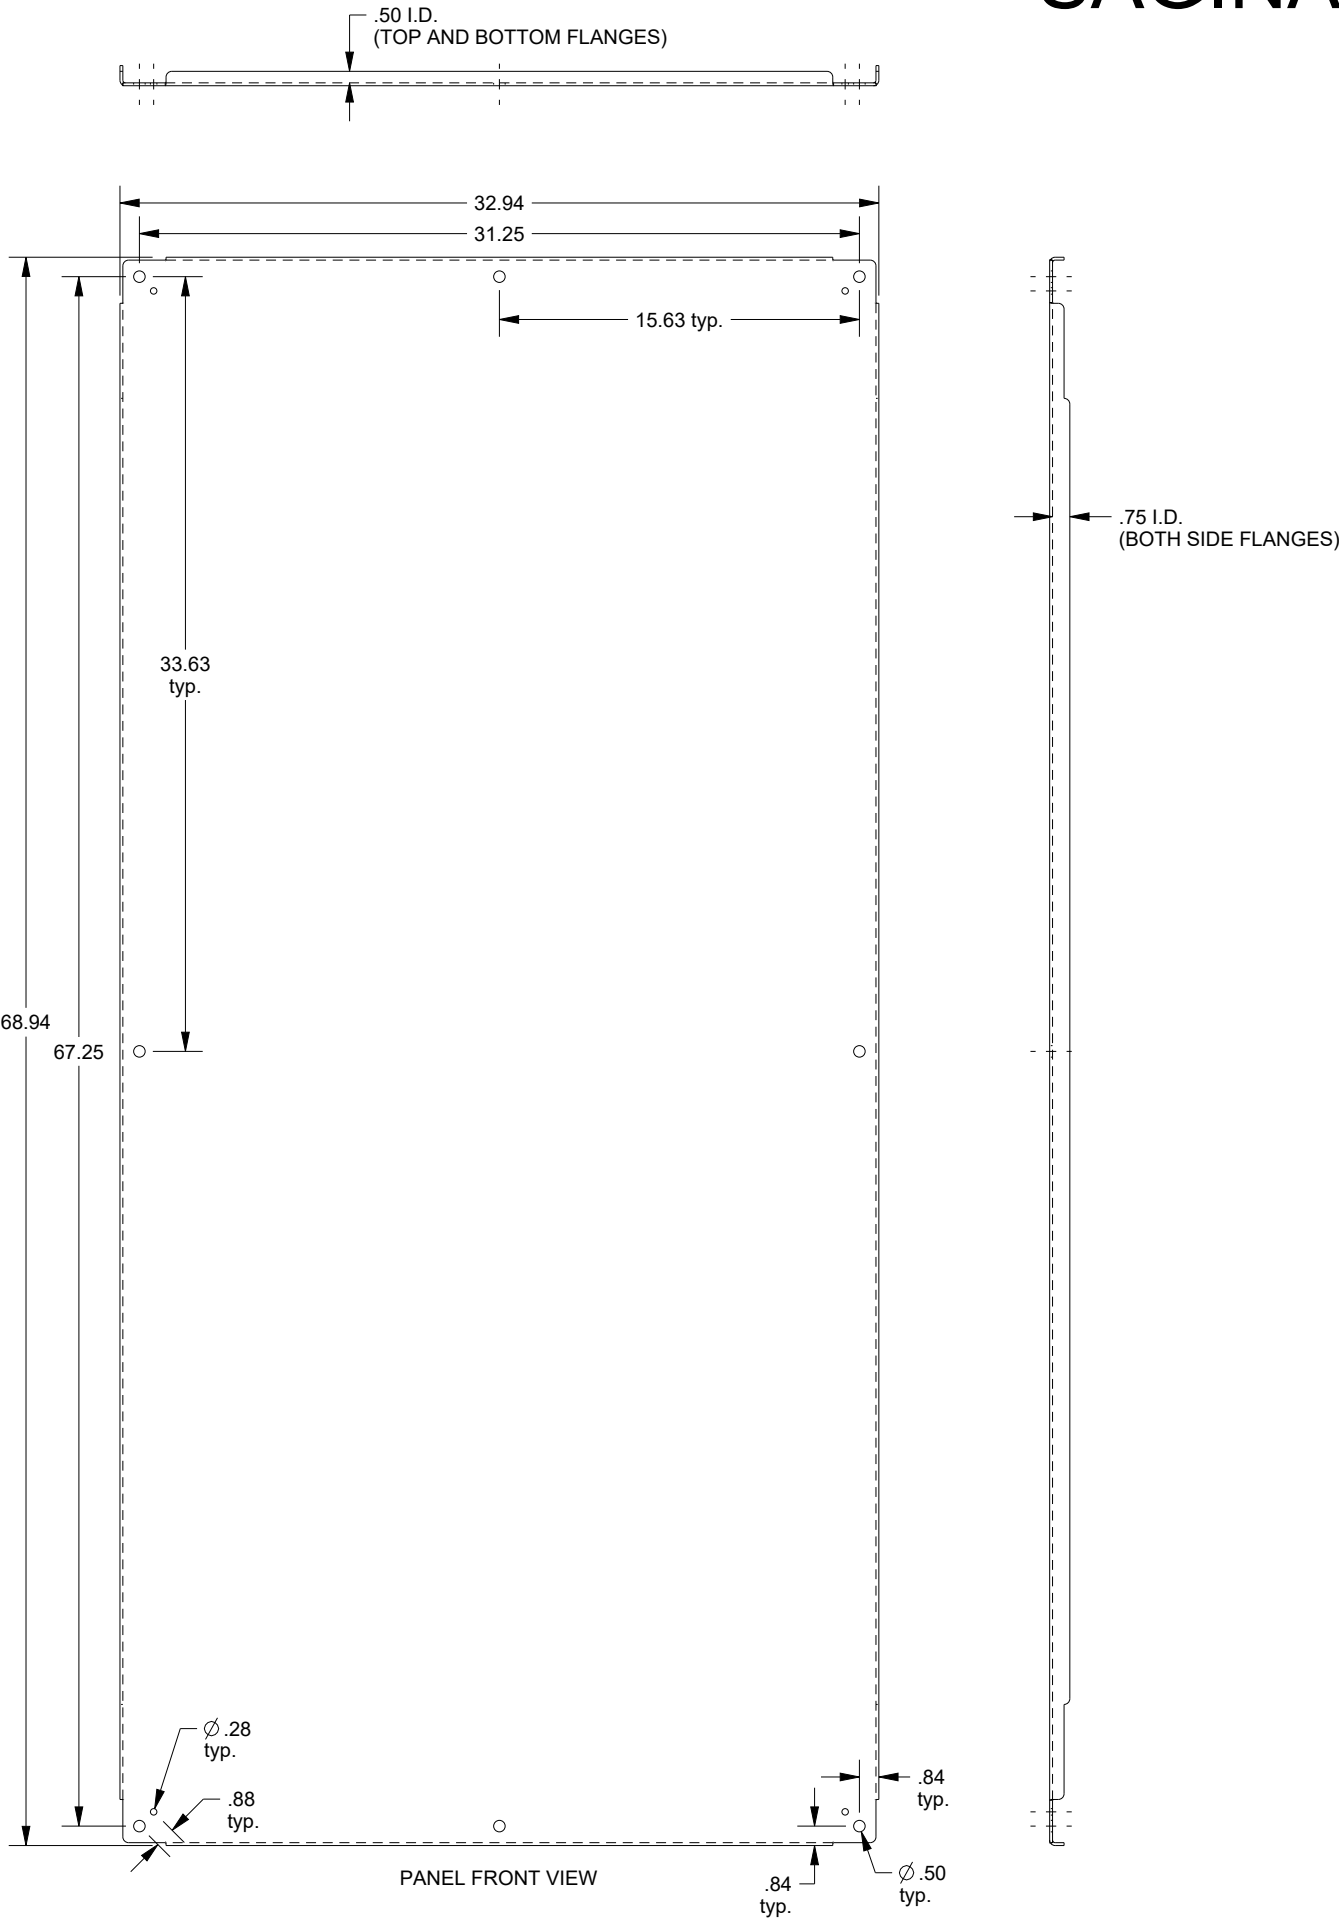 .50 I.D.
(TOP AND BOTTOM FLANGES)
32.94
31.25
15.63 typ.
.75 I.D.
(BOTH SIDE FLANGES)
33.63
typ.
68.94
67.25
Ø .28
typ.
.88
typ.
.84
typ.
PANEL FRONT VIEW
.84
typ.
Ø .50
typ.